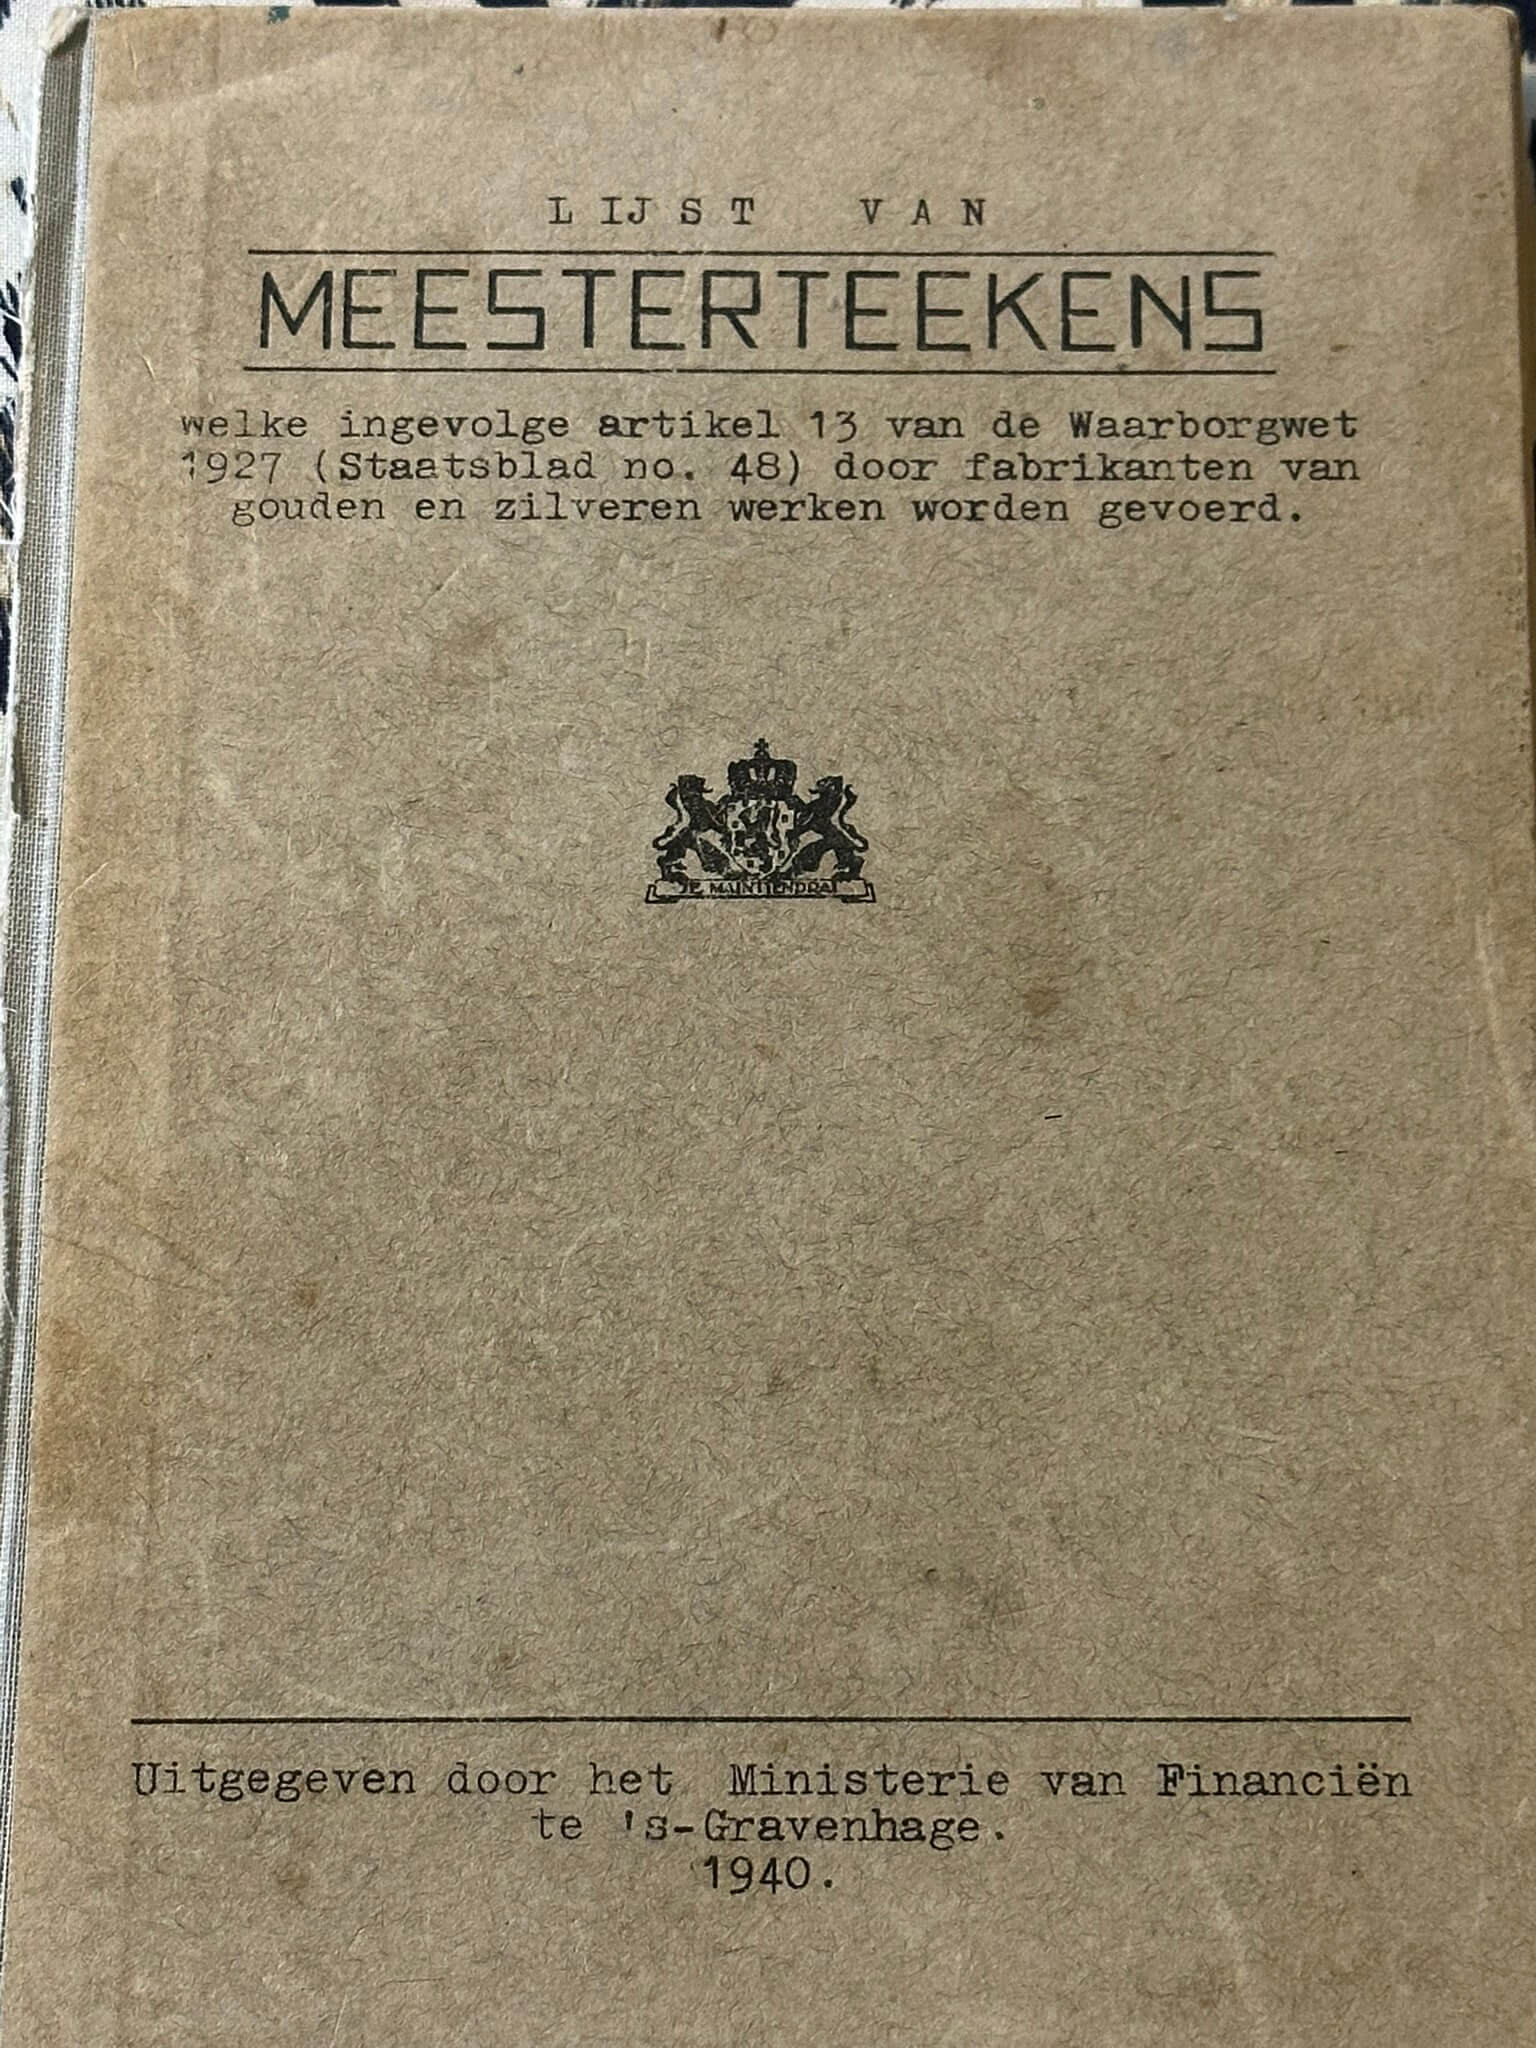 LIJST VAN
MEESTERTEEKENS
welke ingevolge artikel 13 van de Waarborgwet
1927 (Staatsblad no. 48) door fabrikanten van
gouden en zilveren werken worden gevoerd.
JE MAINTIENDRAI
Uitgegeven door het Ministerie van Financiën
te 's-Gravenhage.
1940.